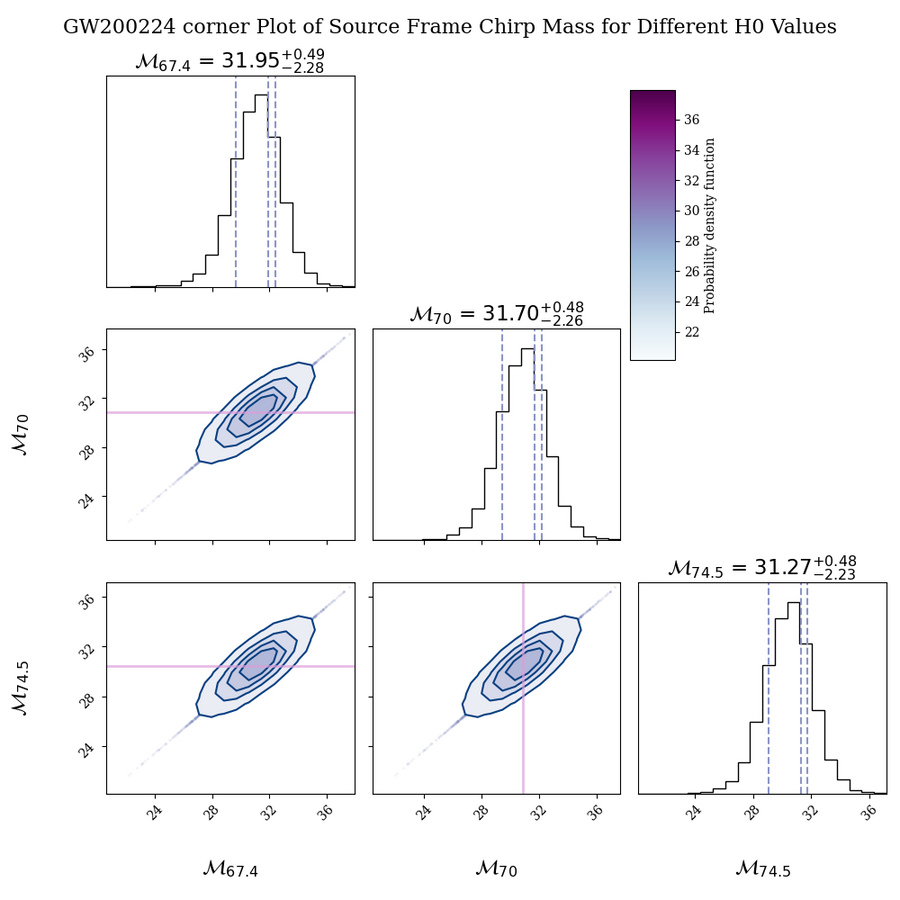 GW200224 corner Plot of Source Frame Chirp Mass for Different H0 Values
ℳ67.4 = 31.95+0.49−2.28
36
34
32
30
28
26
24
22
Probability density function
ℳ70 = 31.70+0.48−2.26
36
32
28
24
ℳ70
ℳ74.5 = 31.27+0.48−2.23
36
32
28
24
ℳ74.5
24 28 32 36
24 28 32 36
24 28 32 36
ℳ67.4
ℳ70
ℳ74.5